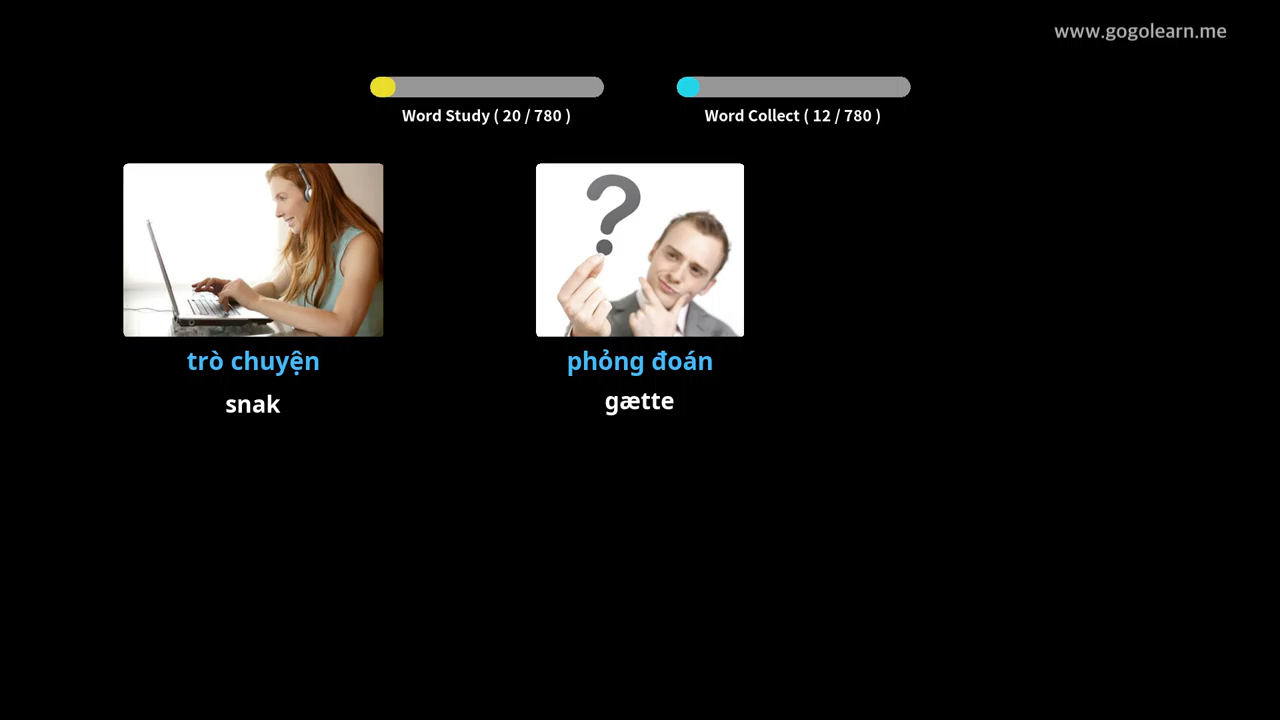 www.gogolearn.me
Word Study ( 20 / 780 )
Word Collect ( 12 / 780 )
trò chuyện
snak
phỏng đoán
gætte